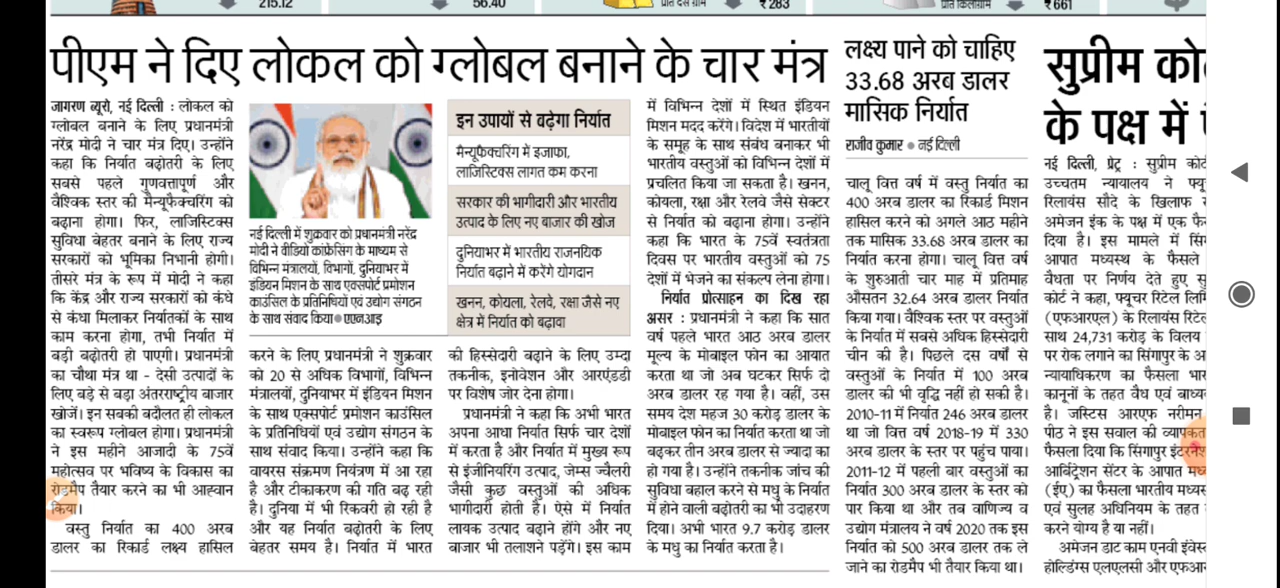 215.12
56.40
प्रति दस ग्राम
₹283
प्रति किलोग्राम
₹661
पीएम ने दिए लोकल को ग्लोबल बनाने के चार मंत्र
जागरण ब्यूरो, नई दिल्ली : लोकल को
ग्लोबल बनाने के लिए प्रधानमंत्री
नरेंद्र मोदी ने चार मंत्र दिए। उन्होंने
कहा कि निर्यात बढ़ोतरी के लिए
सबसे पहले गुणवत्तापूर्ण और
वैश्विक स्तर की मैन्यूफैक्चरिंग को
बढ़ाना होगा। फिर, लाजिस्टिक्स
सुविधा बेहतर बनाने के लिए राज्य
सरकारों को भूमिका निभानी होगी।
तीसरे मंत्र के रूप में मोदी ने कहा
कि केंद्र और राज्य सरकारों को कंधे
से कंधा मिलाकर निर्यातकों के साथ
काम करना होगा, तभी निर्यात में
बड़ी बढ़ोतरी हो पाएगी। प्रधानमंत्री
का चौथा मंत्र था - देसी उत्पादों के
लिए बड़े से बड़ा अंतरराष्ट्रीय बाजार
खोजें। इन सबकी बदौलत ही लोकल
का स्वरूप ग्लोबल होगा। प्रधानमंत्री
ने इस महीने आजादी के 75वें
महोत्सव पर भविष्य के विकास का
रोडमैप तैयार करने का भी आह्वान
किया।
वस्तु निर्यात का 400 अरब
डालर का रिकार्ड लक्ष्य हासिल
नई दिल्ली में शुक्रवार को प्रधानमंत्री नरेंद्र
मोदी ने वीडियो कांफ्रेंसिंग के माध्यम से
विभिन्न मंत्रालयों, विभागों, दुनियाभर में
इंडियन मिशन के साथ एक्सपोर्ट प्रमोशन
काउंसिल के प्रतिनिधियों एवं उद्योग संगठन
के साथ संवाद किया ● एएनआइ
करने के लिए प्रधानमंत्री ने शुक्रवार
को 20 से अधिक विभागों, विभिन्न
मंत्रालयों, दुनियाभर में इंडियन मिशन
के साथ एक्सपोर्ट प्रमोशन काउंसिल
के प्रतिनिधियों एवं उद्योग संगठन के
साथ संवाद किया। उन्होंने कहा कि
वायरस संक्रमण नियंत्रण में आ रहा
है और टीकाकरण की गति बढ़ रही
है। दुनिया में भी रिकवरी हो रही है
और यह निर्यात बढ़ोतरी के लिए
बेहतर समय है। निर्यात में भारत
इन उपायों से बढ़ेगा निर्यात
मैन्यूफैक्चरिंग में इजाफा,
लाजिस्टिक्स लागत कम करना
सरकार की भागीदारी और भारतीय
उत्पाद के लिए नए बाजार की खोज
दुनियाभर में भारतीय राजनयिक
निर्यात बढ़ाने में करेंगे योगदान
खनन, कोयला, रेलवे, रक्षा जैसे नए
क्षेत्र में निर्यात को बढ़ावा
की हिस्सेदारी बढ़ाने के लिए उम्दा
तकनीक, इनोवेशन और आरएंडडी
पर विशेष जोर देना होगा।
प्रधानमंत्री ने कहा कि अभी भारत
अपना आधा निर्यात सिर्फ चार देशों
में करता है और निर्यात में मुख्य रूप
से इंजीनियरिंग उत्पाद, जेम्स ज्वैलरी
जैसी कुछ वस्तुओं की अधिक
भागीदारी होती है। ऐसे में निर्यात
लायक उत्पाद बढ़ाने होंगे और नए
बाजार भी तलाशने पड़ेंगे। इस काम
में विभिन्न देशों में स्थित इंडियन
मिशन मदद करेंगे। विदेश में भारतीयों
के समूह के साथ संबंध बनाकर भी
भारतीय वस्तुओं को विभिन्न देशों में
प्रचलित किया जा सकता है। खनन,
कोयला, रक्षा और रेलवे जैसे सेक्टर
से निर्यात को बढ़ाना होगा। उन्होंने
कहा कि भारत के 75वें स्वतंत्रता
दिवस पर भारतीय वस्तुओं को 75
देशों में भेजने का संकल्प लेना होगा।
निर्यात प्रोत्साहन का दिख रहा
असर : प्रधानमंत्री ने कहा कि सात
वर्ष पहले भारत आठ अरब डालर
मूल्य के मोबाइल फोन का आयात
करता था जो अब घटकर सिर्फ दो
अरब डालर रह गया है। वहीं, उस
समय देश महज 30 करोड़ डालर के
मोबाइल फोन का निर्यात करता था जो
बढ़कर तीन अरब डालर से ज्यादा का
हो गया है। उन्होंने तकनीक जांच की
सुविधा बहाल करने से मधु के निर्यात
में होने वाली बढ़ोतरी का भी उदाहरण
दिया। अभी भारत 9.7 करोड़ डालर
के मधु का निर्यात करता है।
लक्ष्य पाने को चाहिए
33.68 अरब डालर
मासिक निर्यात
राजीव कुमार ● नई दिल्ली
चालू वित्त वर्ष में वस्तु निर्यात का
400 अरब डालर का रिकार्ड मिशन
हासिल करने को अगले आठ महीने
तक मासिक 33.68 अरब डालर का
निर्यात करना होगा। चालू वित्त वर्ष
के शुरुआती चार माह में प्रतिमाह
औसतन 32.64 अरब डालर निर्यात
किया गया। वैश्विक स्तर पर वस्तुओं
के निर्यात में सबसे अधिक हिस्सेदारी
चीन की है। पिछले दस वर्षों से
वस्तुओं के निर्यात में 100 अरब
डालर की भी वृद्धि नहीं हो सकी है।
2010-11 में निर्यात 246 अरब डालर
था जो वित्त वर्ष 2018-19 में 330
अरब डालर के स्तर पर पहुंच पाया।
2011-12 में पहली बार वस्तुओं का
निर्यात 300 अरब डालर के स्तर को
पार किया था और तब वाणिज्य व
उद्योग मंत्रालय ने वर्ष 2020 तक इस
निर्यात को 500 अरब डालर तक ले
जाने का रोडमैप भी तैयार किया था।
सुप्रीम को
के पक्ष में
नई दिल्ली, प्रेट्र : सुप्रीम कोर्ट
उच्चतम न्यायालय ने फ्यू
रिलायंस सौदे के खिलाफ
अमेजन इंक के पक्ष में एक फै
दिया है। इस मामले में सिं
आपात मध्यस्थ के फैसले
वैधता पर निर्णय देते हुए सु
कोर्ट ने कहा, फ्यूचर रिटेल लिमि
(एफआरएल) के रिलायंस रिटे
साथ 24,731 करोड़ के विलय
पर रोक लगाने का सिंगापुर के आ
न्यायाधिकरण का फैसला भार
कानूनों के तहत वैध एवं बाध्य
है। जस्टिस आरएफ नरीमन
पीठ ने इस सवाल की व्यापकत
फैसला दिया कि सिंगापुर इंटरनेश
आर्बिट्रेशन सेंटर के आपात मध्
(ईए) का फैसला भारतीय मध्यस्
एवं सुलह अधिनियम के तहत
करने योग्य है या नहीं।
अमेजन डाट काम एनवी इंवेस्
होल्डिंग्स एलएलसी और एफआर